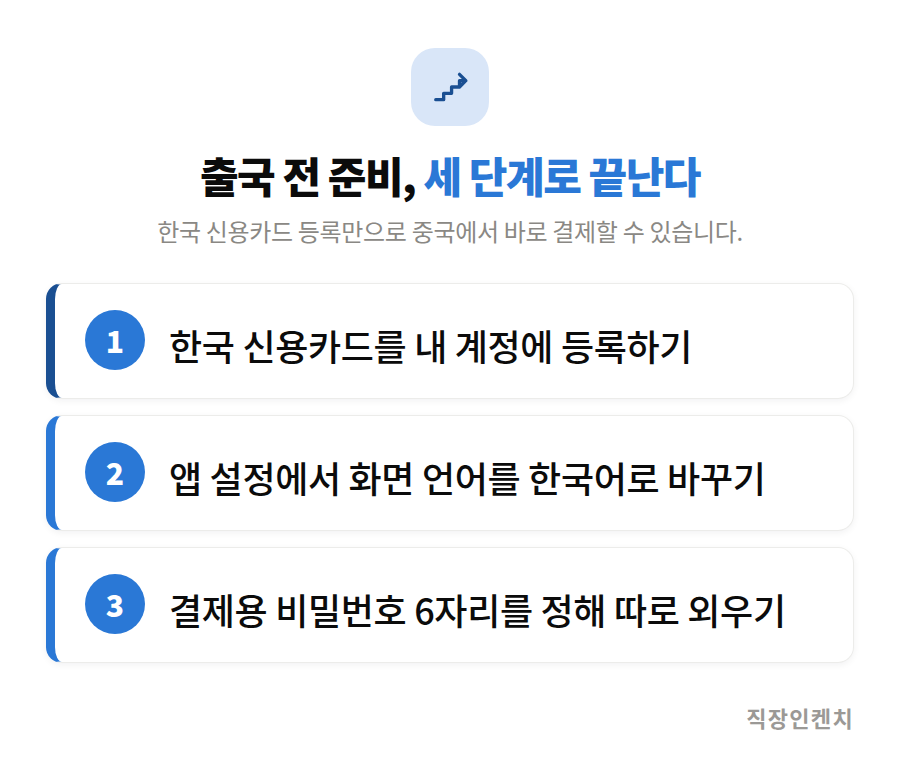 출국 전 준비, 세 단계로 끝난다
한국 신용카드 등록만으로 중국에서 바로 결제할 수 있습니다.
1 한국 신용카드를 내 계정에 등록하기
2 앱 설정에서 화면 언어를 한국어로 바꾸기
3 결제용 비밀번호 6자리를 정해 따로 외우기
직장인켄치